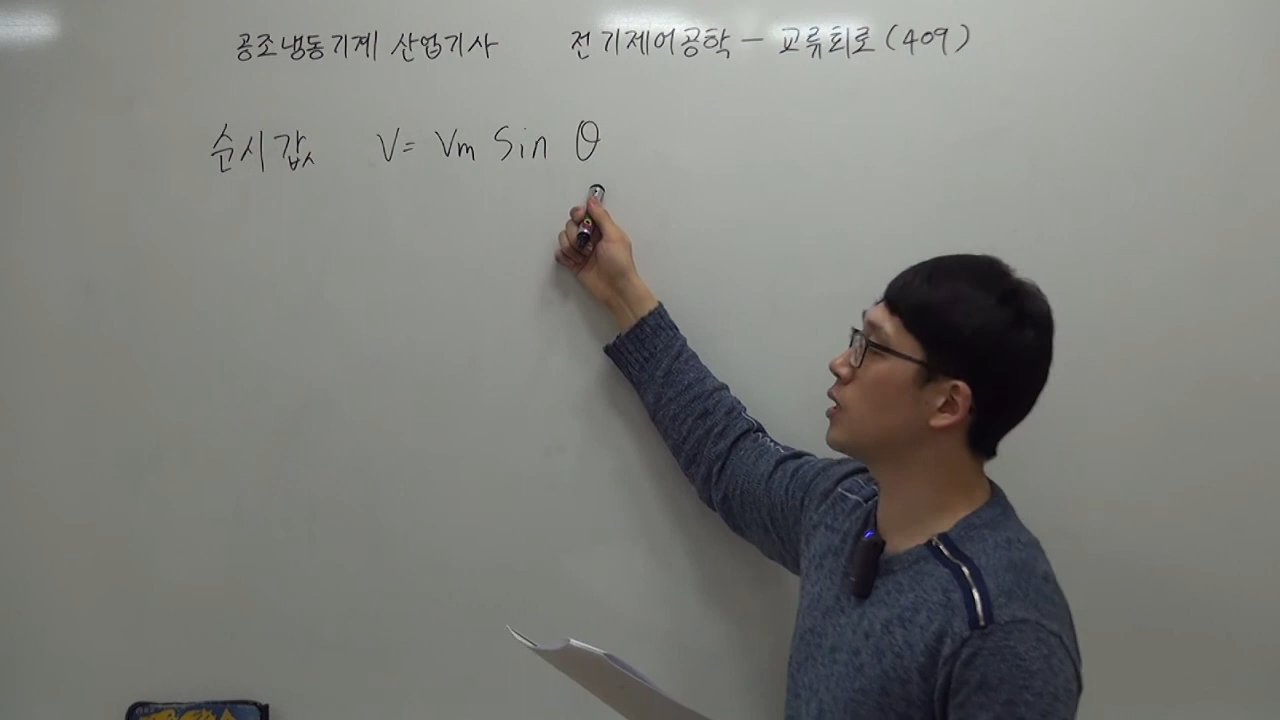 공조냉동기계 산업기사 전기제어공학 - 교류회로(409)
순시값 V= Vm Sin θ